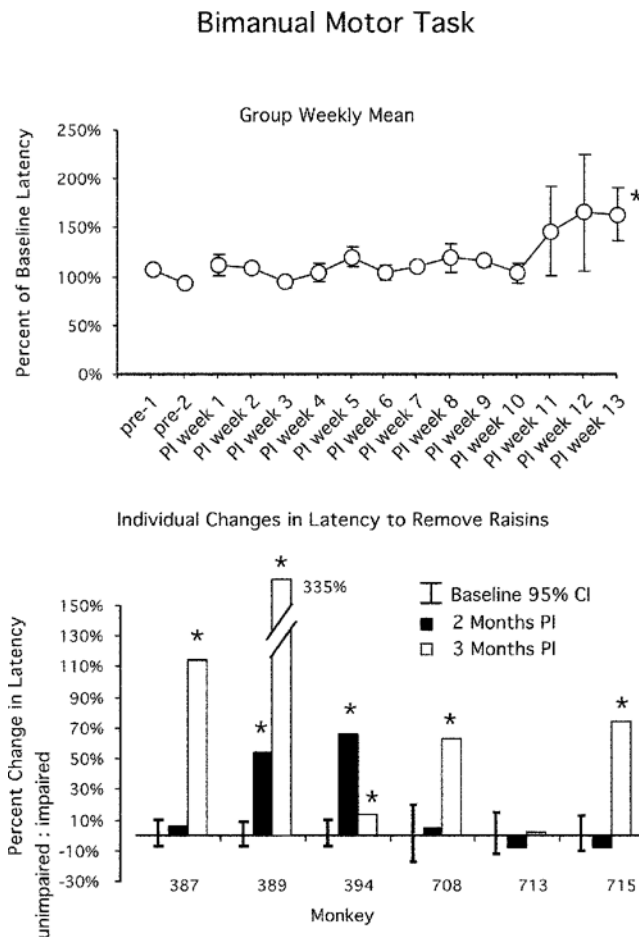 Bimanual Motor Task
Group Weekly Mean
Percent of Baseline Latency
250%
200%
150%
100%
50%
0%
*
pre-1
pre-2
PI week 1
PI week 2
PI week 3
PI week 4
PI week 5
PI week 6
PI week 7
PI week 8
PI week 9
PI week 10
PI week 11
PI week 12
PI week 13
Individual Changes in Latency to Remove Raisins
Percent Change in Latency
unimpaired : impaired
150%
130%
110%
70%
50%
30%
10%
-10%
-30%
*
*
*
335%
*
*
*
*
Baseline 95% CI
2 Months PI
3 Months PI
387
389
394
708
713
715
Monkey